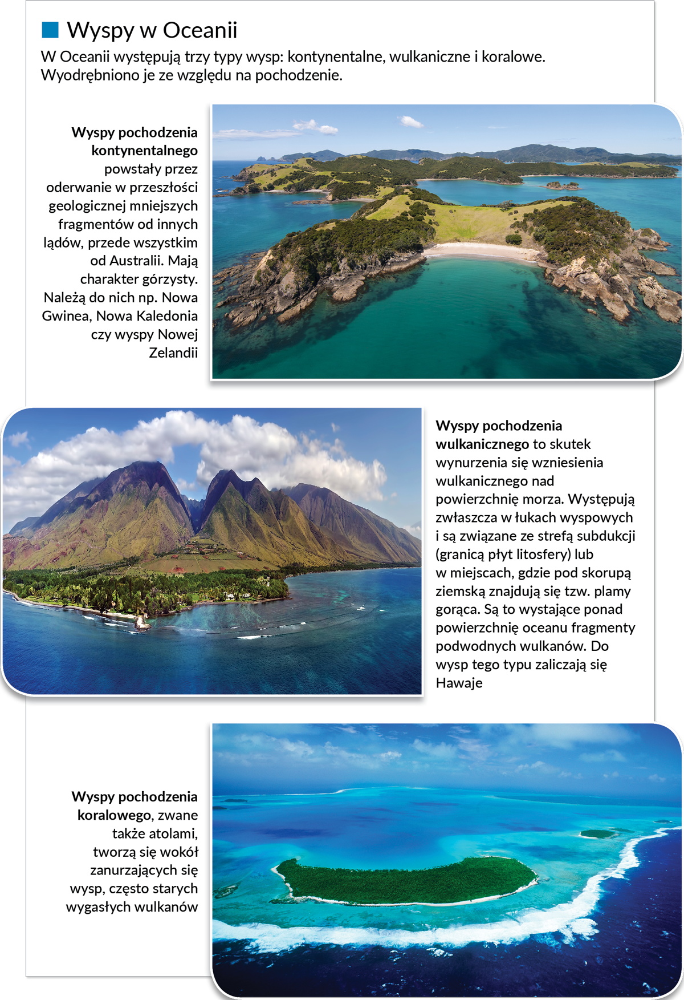 Wyspy w Oceanii
W Oceanii występują trzy typy wysp: kontynentalne, wulkaniczne i koralowe.
Wyodrębniono je ze względu na pochodzenie.
Wyspy pochodzenia
kontynentalnego
powstały przez
oderwanie w przeszłości
geologicznej mniejszych
fragmentów od innych
lądów, przede wszystkim
od Australii. Mają
charakter górzysty.
Należą do nich np. Nowa
Gwinea, Nowa Kaledonia
czy wyspy Nowej
Zelandii
Wyspy pochodzenia
wulkanicznego to skutek
wynurzenia się wzniesienia
wulkanicznego nad
powierzchnię morza. Występują
zwłaszcza w łukach wyspowych
i są związane ze strefą subdukcji
(granicą płyt litosfery) lub
w miejscach, gdzie pod skorupą
ziemską znajdują się tzw. plamy
gorąca. Są to wystające ponad
powierzchnię oceanu fragmenty
podwodnych wulkanów. Do
wysp tego typu zaliczają się
Hawaje
Wyspy pochodzenia
koralowego, zwane
także atolami,
tworzą się wokół
zanurzających się
wysp, często starych
wygasłych wulkanów